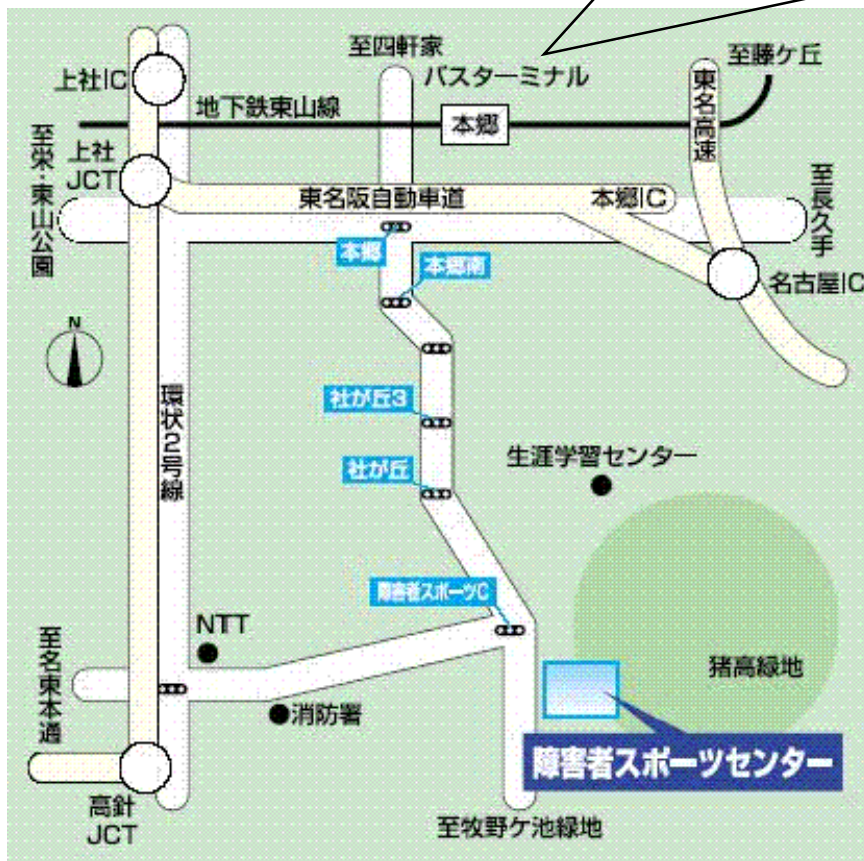 至四軒家
バスターミナル
至藤ケ丘
上社IC
地下鉄東山線
本郷
東名高速
至栄・東山公園
上社
JCT
東名阪自動車道
本郷IC
至長久手
本郷
本郷南
名古屋IC
N
環状2号線
社が丘3
社が丘
生涯学習センター
障害者スポーツC
NTT
至名東本通
猪高緑地
消防署
障害者スポーツセンター
高針
JCT
至牧野ケ池緑地